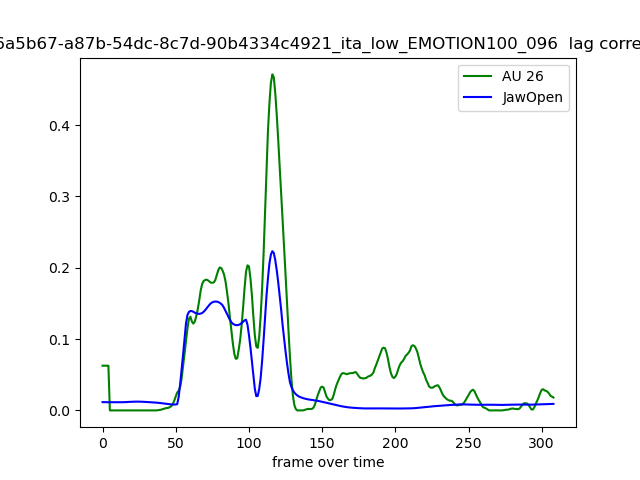 6a5b67-a87b-54dc-8c7d-90b4334c4921_ita_low_EMOTION100_096 lag corre
AU 26
JawOpen
0.4
0.3
0.2
0.1
0.0
0 50 100 150 200 250 300
frame over time